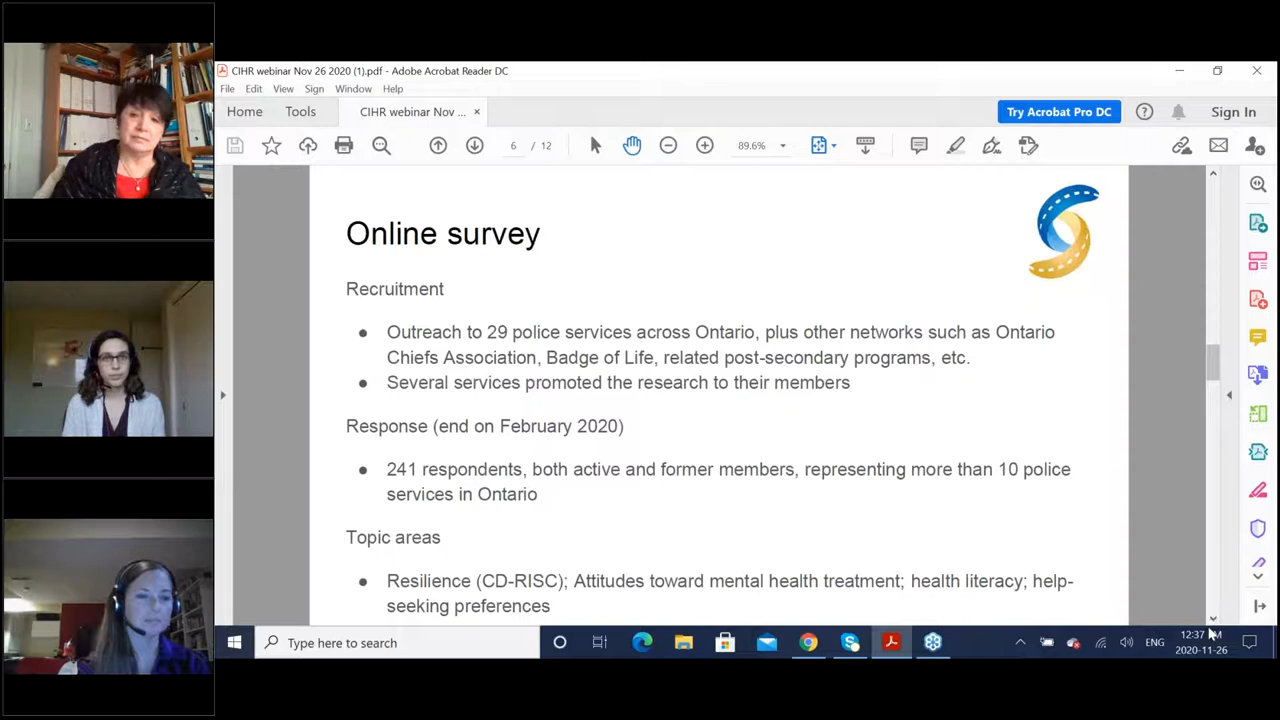 CIHR webinar Nov 26 2020 (1).pdf - Adobe Acrobat Reader DC
File Edit View Sign Window Help
Home Tools CIHR webinar Nov ... × Try Acrobat Pro DC Sign In
6 / 12 89.6%
Online survey
Recruitment
● Outreach to 29 police services across Ontario, plus other networks such as Ontario
Chiefs Association, Badge of Life, related post-secondary programs, etc.
● Several services promoted the research to their members
Response (end on February 2020)
● 241 respondents, both active and former members, representing more than 10 police
services in Ontario
Topic areas
● Resilience (CD-RISC); Attitudes toward mental health treatment; health literacy; help-
seeking preferences
Type here to search ENG 12:37
2020-11-26